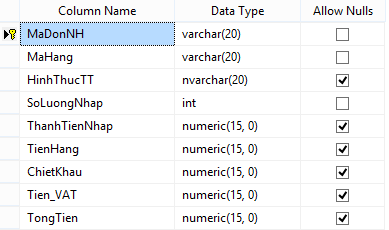 Column Name Data Type Allow Nulls
MaDonNH varchar(20)
MaHang varchar(20)
HinhThucTT nvarchar(20)
SoLuongNhap int
ThanhTienNhap numeric(15, 0)
TienHang numeric(15, 0)
ChietKhau numeric(15, 0)
Tien_VAT numeric(15, 0)
TongTien numeric(15, 0)